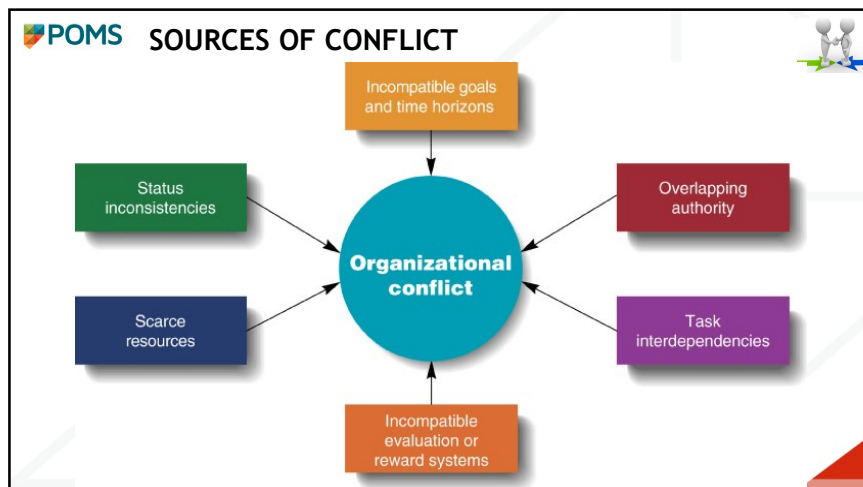 POMS
SOURCES OF CONFLICT
Incompatible goals
and time horizons
Status
inconsistencies
Overlapping
authority
Organizational
conflict
Scarce
resources
Task
interdependencies
Incompatible
evaluation or
reward systems